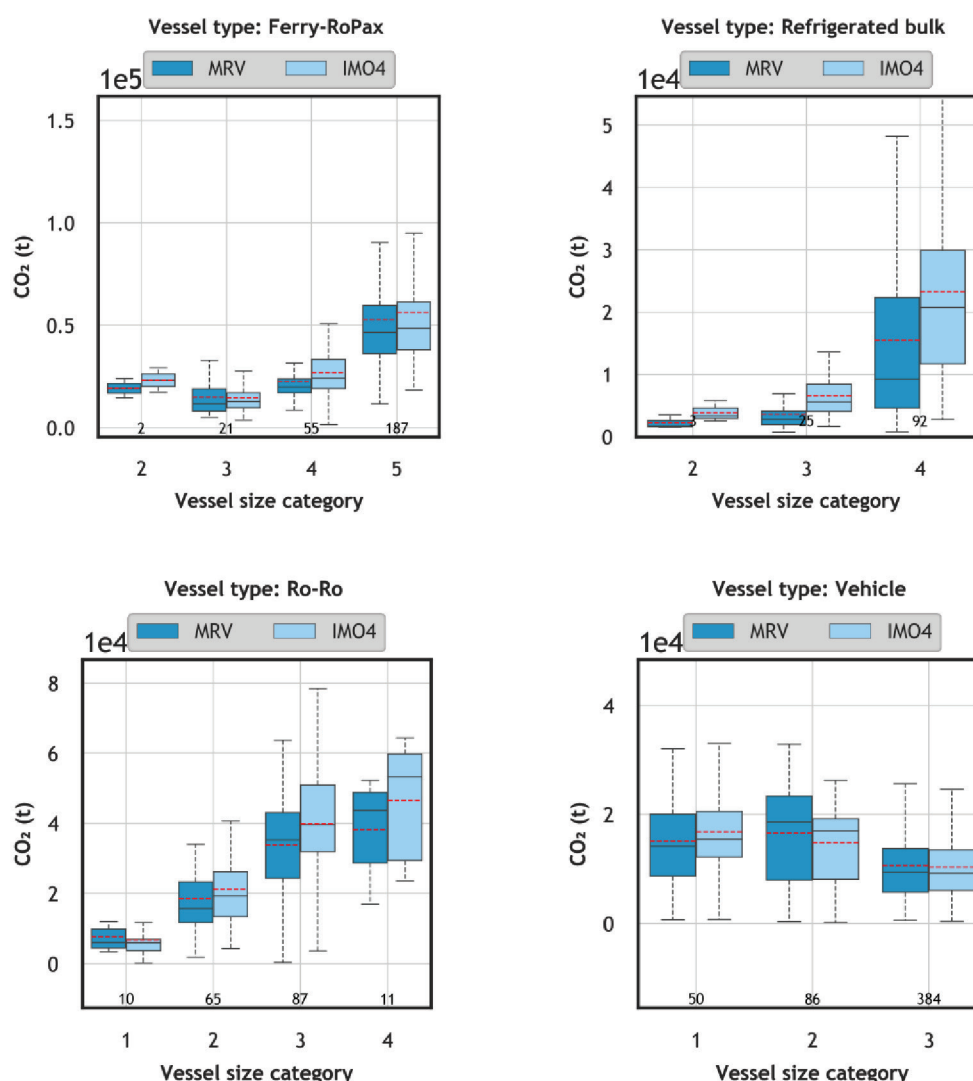 Vessel type: Ferry-RoPax
MRV IMO4
1e5
1.5
1.0
0.5
0.0
CO₂ (t)
2 21 55 187
2 3 4 5
Vessel size category
Vessel type: Refrigerated bulk
MRV IMO4
1e4
5
4
3
2
1
0
CO₂ (t)
3 25 92
2 3 4
Vessel size category
Vessel type: Ro-Ro
MRV IMO4
1e4
8
6
4
2
0
CO₂ (t)
10 65 87 11
1 2 3 4
Vessel size category
Vessel type: Vehicle
MRV IMO4
1e4
4
2
0
CO₂ (t)
50 86 384
1 2 3
Vessel size category